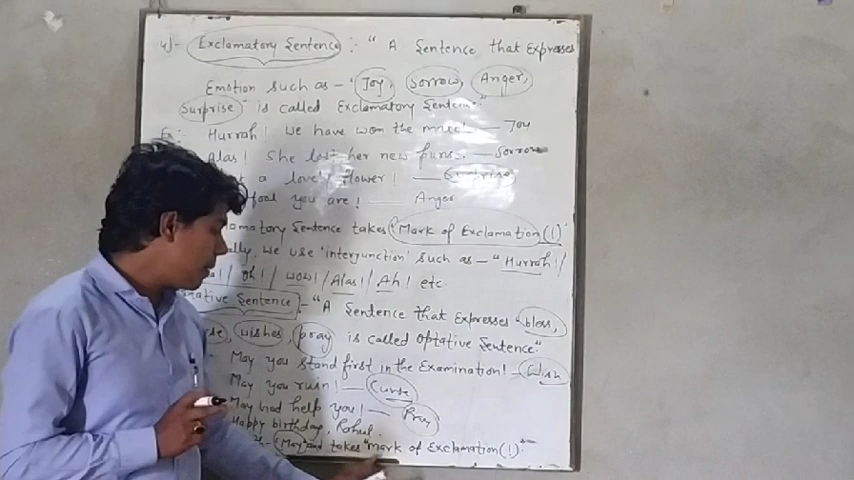 4)- Exclamatory Sentence :- " A Sentence that Expresses
Emotion such as - "Joy, Sorrow, Anger,
Surprise" is called Exclamatory Sentence."
Ex:- Hurrah! We have won the
Joy
Alas! She lost her new purse. — Sorrow
a lovely flower! — Surprise
fool you are! — Anger
Sentence takes "Mark of Exclamation (!)"
we use 'interjunction' such as - "Hurrah!/
/ oh! / wow! / Alas! / Ah! etc
Sentence :- "A Sentence that Expresses "bless,
wishes, pray is called optative Sentence."
May you stand first in the Examination! — Wish
May you ruin! — Curse
May God help you! — Pray
Happy birthday, Rahul.
"May" and takes "mark of Exclamation (!)".